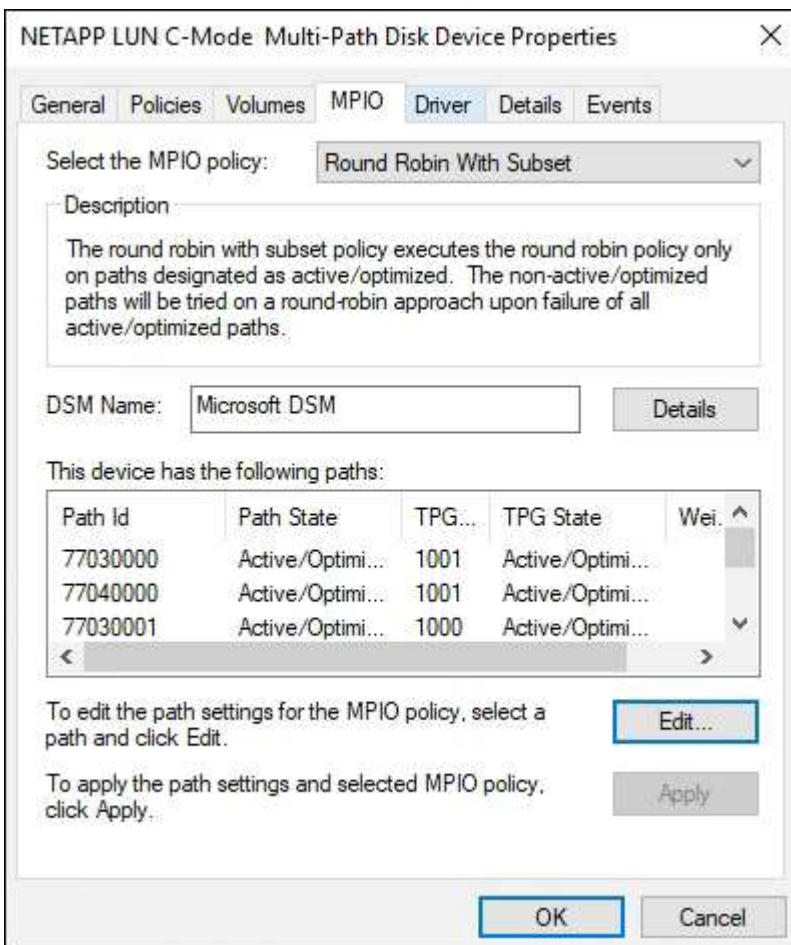 NETAPP LUN C-Mode  Multi-Path Disk Device Properties
General Policies Volumes MPIO Driver Details Events
Select the MPIO policy: Round Robin With Subset
Description
The round robin with subset policy executes the round robin policy only
on paths designated as active/optimized.  The non-active/optimized
paths will be tried on a round-robin approach upon failure of all
active/optimized paths.
DSM Name: Microsoft DSM Details
This device has the following paths:
Path Id Path State TPG... TPG State Wei.
77030000 Active/Optimi... 1001 Active/Optimi...
77040000 Active/Optimi... 1001 Active/Optimi...
77030001 Active/Optimi... 1000 Active/Optimi...
To edit the path settings for the MPIO policy, select a
path and click Edit.
Edit...
To apply the path settings and selected MPIO policy,
click Apply.
Apply
OK Cancel